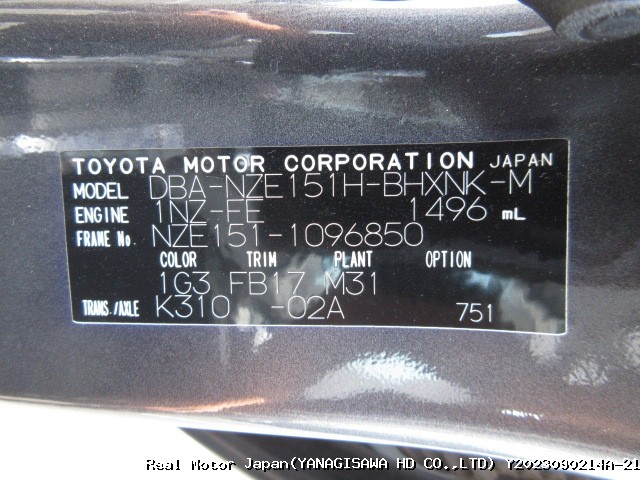 TOYOTA MOTOR CORPORATION JAPAN
MODEL DBA-NZE151H-BHXNK-M
ENGINE 1NZ-FE 1496 mL
FRAME No NZE151-1096850
COLOR TRIM PLANT OPTION
1G3 FB17 M31
TRANS./AXLE K310 -02A 751
Real Motor Japan(YANAGISAWA HD CO.,LTD) Y2023090214A-21